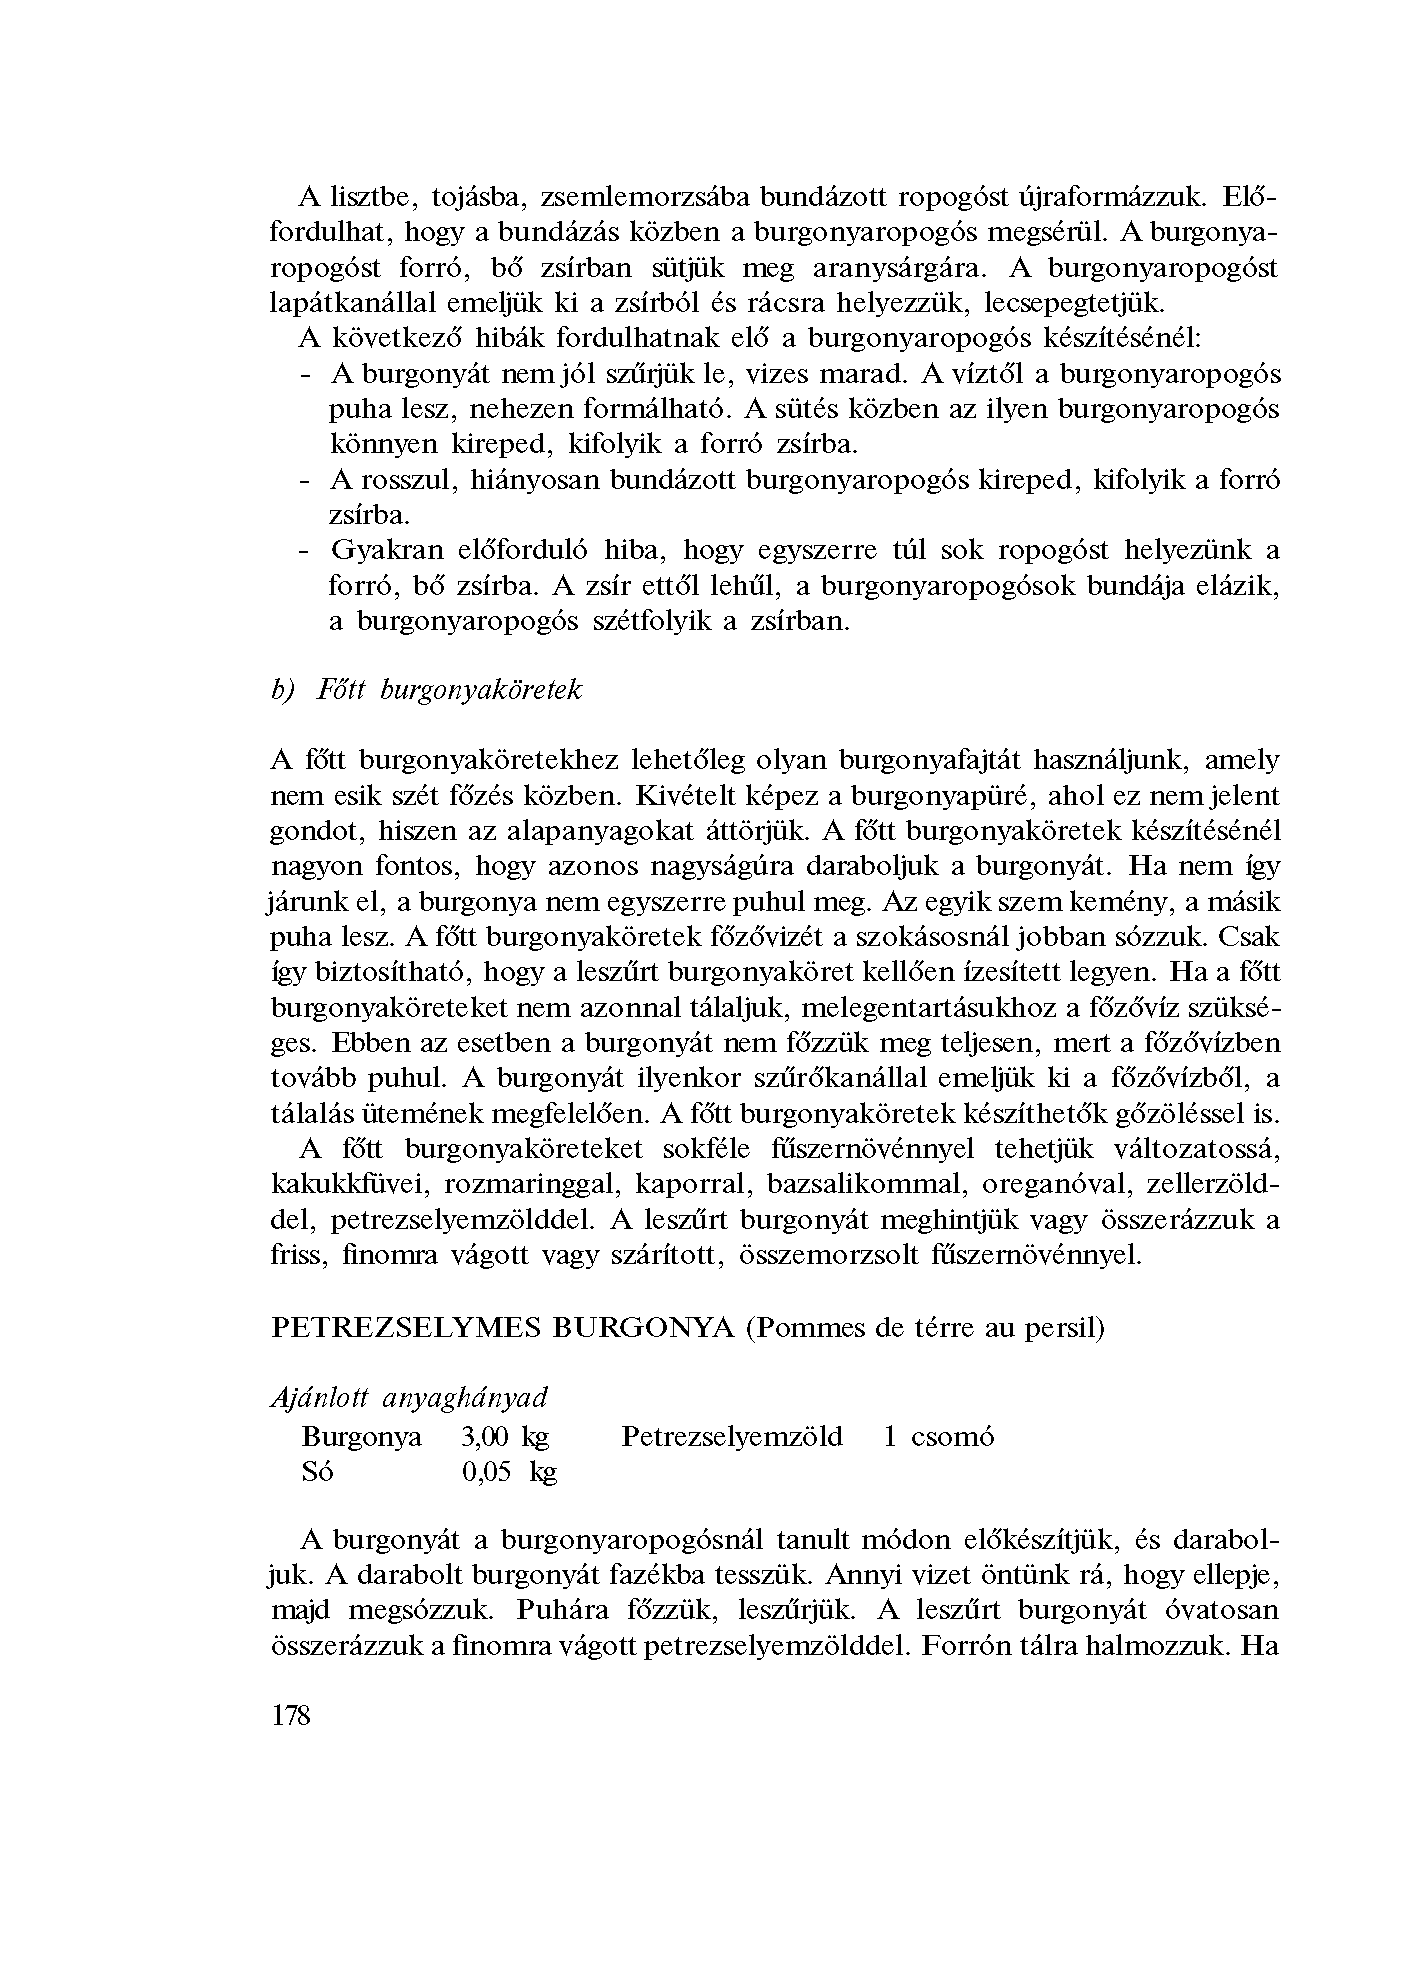 A lisztbe, tojásba, zsemlemorzsába bundázott ropogóst újraformázzuk. Elő-
fordulhat, hogy a bundázás közben a burgonyaropogós megsérül. A burgonya-
ropogóst forró, bő zsírban sütjük meg aranysárgára. A burgonyaropogóst
lapátkanállal emeljük ki a zsírból és rácsra helyezzük, lecsepegtetjük.
A következő hibák fordulhatnak elő a burgonyaropogós készítésénél:
- A burgonyát nem jól szűrjük le, vizes marad. A víztől a burgonyaropogós
puha lesz, nehezen formálható. A sütés közben az ilyen burgonyaropogós
könnyen kireped, kifolyik a forró zsírba.
- A rosszul, hiányosan bundázott burgonyaropogós kireped, kifolyik a forró
zsírba.
- Gyakran előforduló hiba, hogy egyszerre túl sok ropogóst helyezünk a
forró, bő zsírba. A zsír ettől lehűl, a burgonyaropogósok bundája elázik,
a burgonyaropogós szétfolyik a zsírban.
b) Főtt burgonyaköretek
A főtt burgonyaköretekhez lehetőleg olyan burgonyafajtát használjunk, amely
nem esik szét főzés közben. Kivételt képez a burgonyapüré, ahol ez nem jelent
gondot, hiszen az alapanyagokat áttörjük. A főtt burgonyaköretek készítésénél
nagyon fontos, hogy azonos nagyságúra daraboljuk a burgonyát. Ha nem így
járunk el, a burgonya nem egyszerre puhul meg. Az egyik szem kemény, a másik
puha lesz. A főtt burgonyaköretek főzővizét a szokásosnál jobban sózzuk. Csak
így biztosítható, hogy a leszűrt burgonyaköret kellően ízesített legyen. Ha a főtt
burgonyaköreteket nem azonnal tálaljuk, melegentartásukhoz a főzővíz szüksé-
ges. Ebben az esetben a burgonyát nem főzzük meg teljesen, mert a főzővízben
tovább puhul. A burgonyát ilyenkor szűrőkanállal emeljük ki a főzővízből, a
tálalás ütemének megfelelően. A főtt burgonyaköretek készíthetők gőzöléssel is.
A főtt burgonyaköreteket sokféle fűszernövénnyel tehetjük változatossá,
kakukkfüvei, rozmaringgal, kaporral, bazsalikommal, oreganóval, zellerzöld-
del, petrezselyemzölddel. A leszűrt burgonyát meghintjük vagy összerázzuk a
friss, finomra vágott vagy szárított, összemorzsolt fűszernövénnyel.
PETREZSELYMES BURGONYA (Pommes de térre au persil)
Ajánlott anyaghányad
Burgonya 3,00 kg Petrezselyemzöld 1 csomó
Só 0,05 kg
A burgonyát a burgonyaropogósnál tanult módon előkészítjük, és darabol-
juk. A darabolt burgonyát fazékba tesszük. Annyi vizet öntünk rá, hogy ellepje,
majd megsózzuk. Puhára főzzük, leszűrjük. A leszűrt burgonyát óvatosan
összerázzuk a finomra vágott petrezselyemzölddel. Forrón tálra halmozzuk. Ha
178